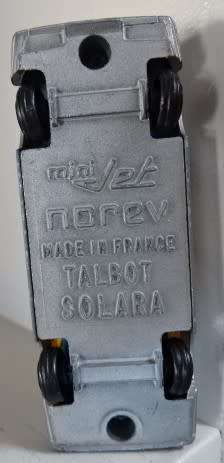 mini Jet
norev
MADE IN FRANCE
TALBOT
SOLARA